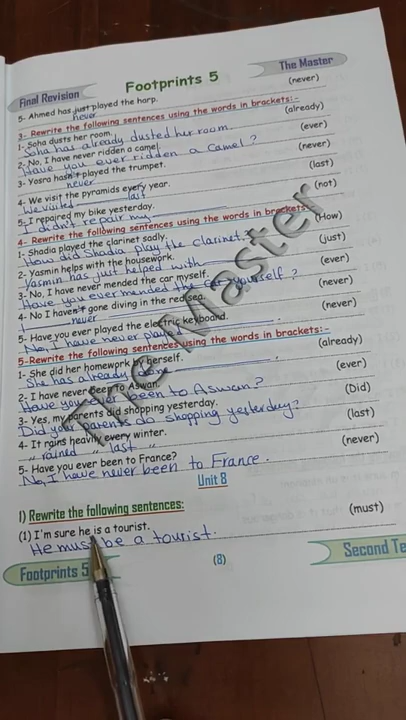 Final Revision
Footprints 5
The Master
5- Ahmed has just played the harp. (never)
never
3- Rewrite the following sentences using the words in brackets:-
1- Soha dusts her room. (already)
Soha has already dusted her room.
2- No, I have never ridden a camel. (ever)
Have you ever ridden a camel?
3- Yosra hasn't played the trumpet. (never)
never
4- We visit the pyramids every year. (last)
We visited last
5- I repaired my bike yesterday. (not)
I didn't repair my
4- Rewrite the following sentences using the words in brackets:-
1- Shadia played the clarinet sadly. (How)
How did Shadia play the clarinet?
2- Yasmin helps with the housework. (just)
Yasmin has just helped with
3- No, I have never mended the car myself. (ever)
Have you ever mended the car yourself?
4- No I haven't gone diving in the red sea. (never)
I never
5- Have you ever played the electric keyboard. (never)
No, I have never played
5-Rewrite the following sentences using the words in brackets:-
1- She did her homework by herself. (already)
She has already done
2- I have never been to Aswan. (ever)
Have you ever been to Aswan?
3- Yes, my parents did shopping yesterday. (Did)
Did your parents do shopping yesterday?
4- It rains heavily every winter. (last)
" rained " last "
5- Have you ever been to France? (never)
No, I have never been to France.
Unit 8
I) Rewrite the following sentences:
(1) I'm sure he is a tourist. (must)
He must be a tourist.
Footprints 5
(8)
Second Te
The Master